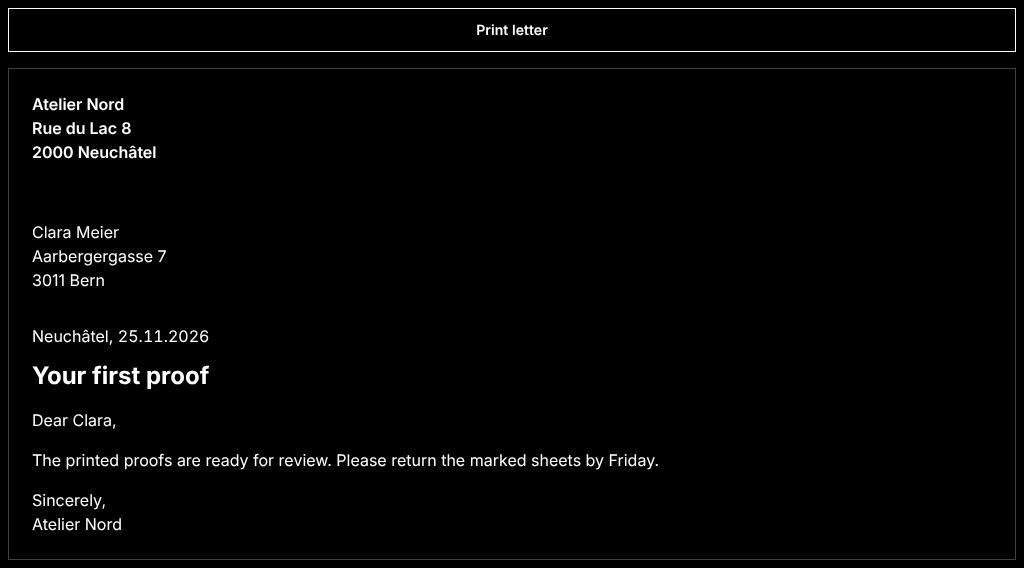 Print letter
Atelier Nord
Rue du Lac 8
2000 Neuchâtel
Clara Meier
Aarbergergasse 7
3011 Bern
Neuchâtel, 25.11.2026
Your first proof
Dear Clara,
The printed proofs are ready for review. Please return the marked sheets by Friday.
Sincerely,
Atelier Nord